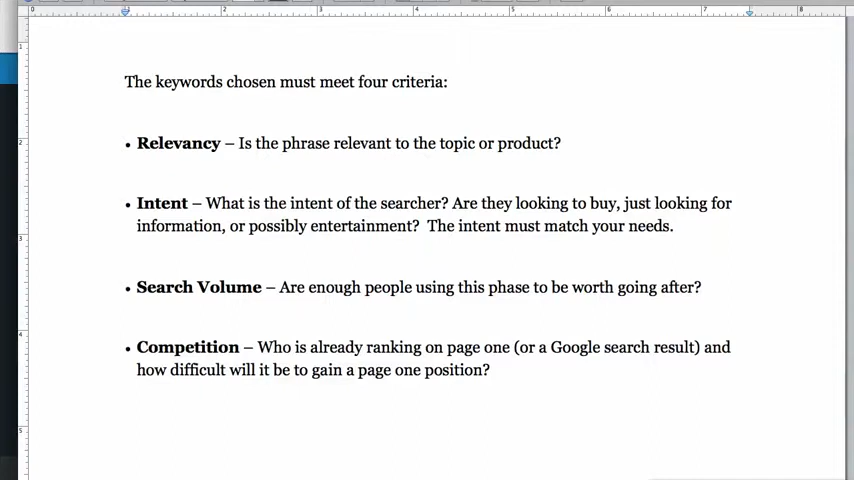 The keywords chosen must meet four criteria:
• Relevancy – Is the phrase relevant to the topic or product?
• Intent – What is the intent of the searcher? Are they looking to buy, just looking for
information, or possibly entertainment?  The intent must match your needs.
• Search Volume – Are enough people using this phase to be worth going after?
• Competition – Who is already ranking on page one (or a Google search result) and
how difficult will it be to gain a page one position?